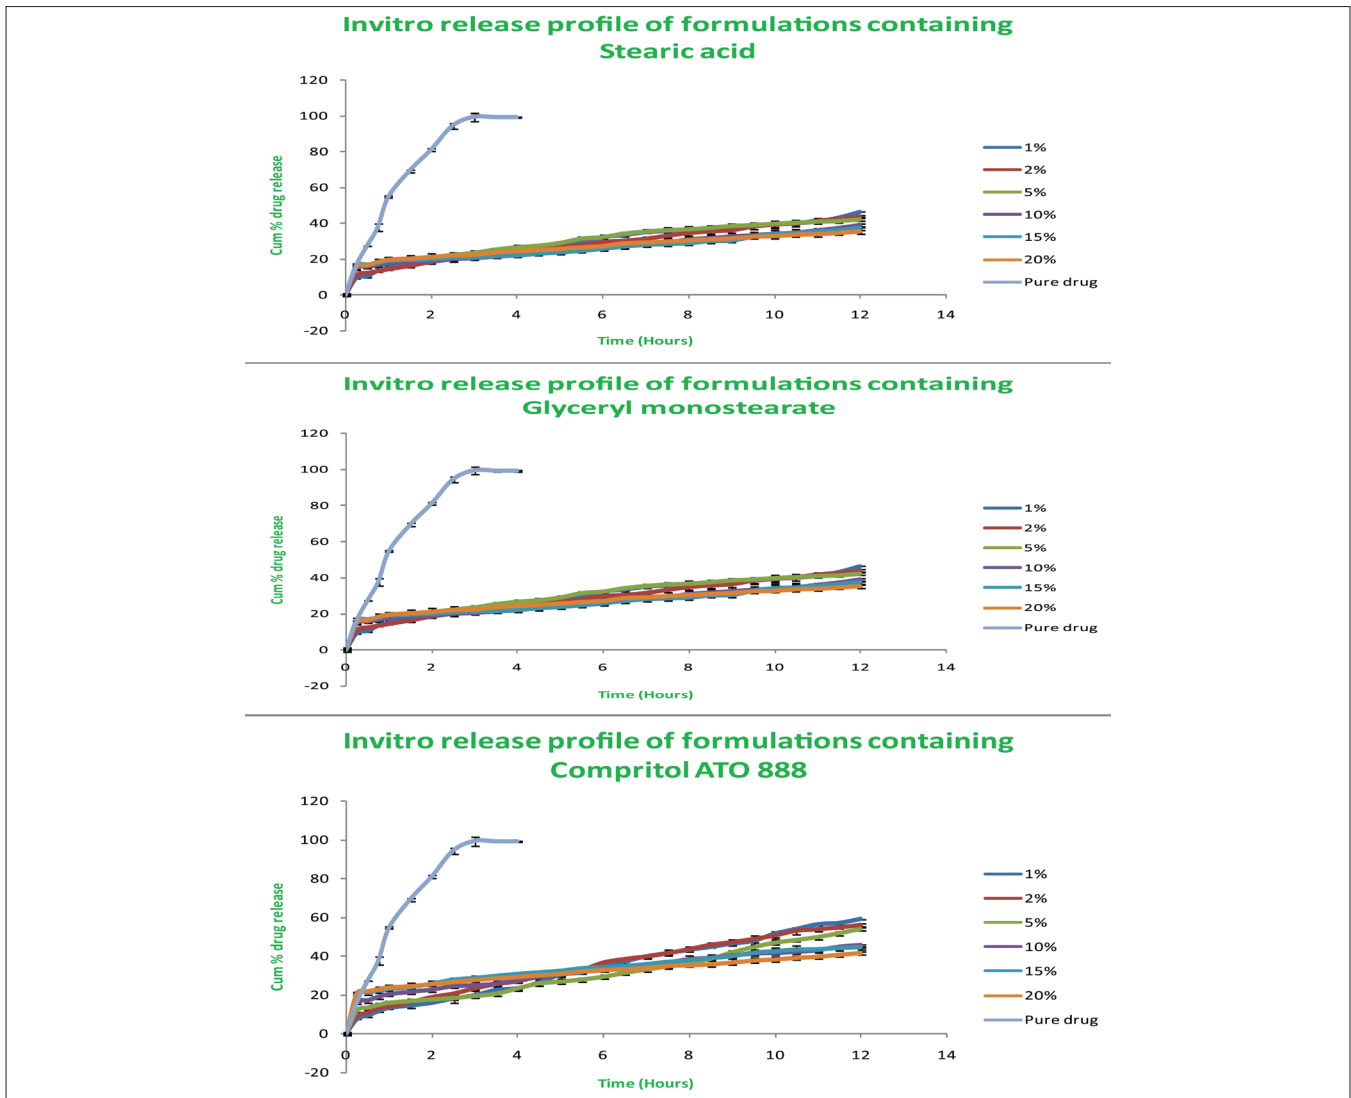 Invitro release profile of formulations containing
Stearic acid
120
100
80
60
40
20
0
-20
Cum % drug release
0 2 4 6 8 10 12 14
Time (Hours)
1%
2%
5%
10%
15%
20%
Pure drug
Invitro release profile of formulations containing
Glyceryl monostearate
120
100
80
60
40
20
0
-20
Cum % drug release
0 2 4 6 8 10 12 14
Time (Hours)
1%
2%
5%
10%
15%
20%
Pure drug
Invitro release profile of formulations containing
Compritol ATO 888
120
100
80
60
40
20
0
-20
Cum % drug release
0 2 4 6 8 10 12 14
Time (Hours)
1%
2%
5%
10%
15%
20%
Pure drug